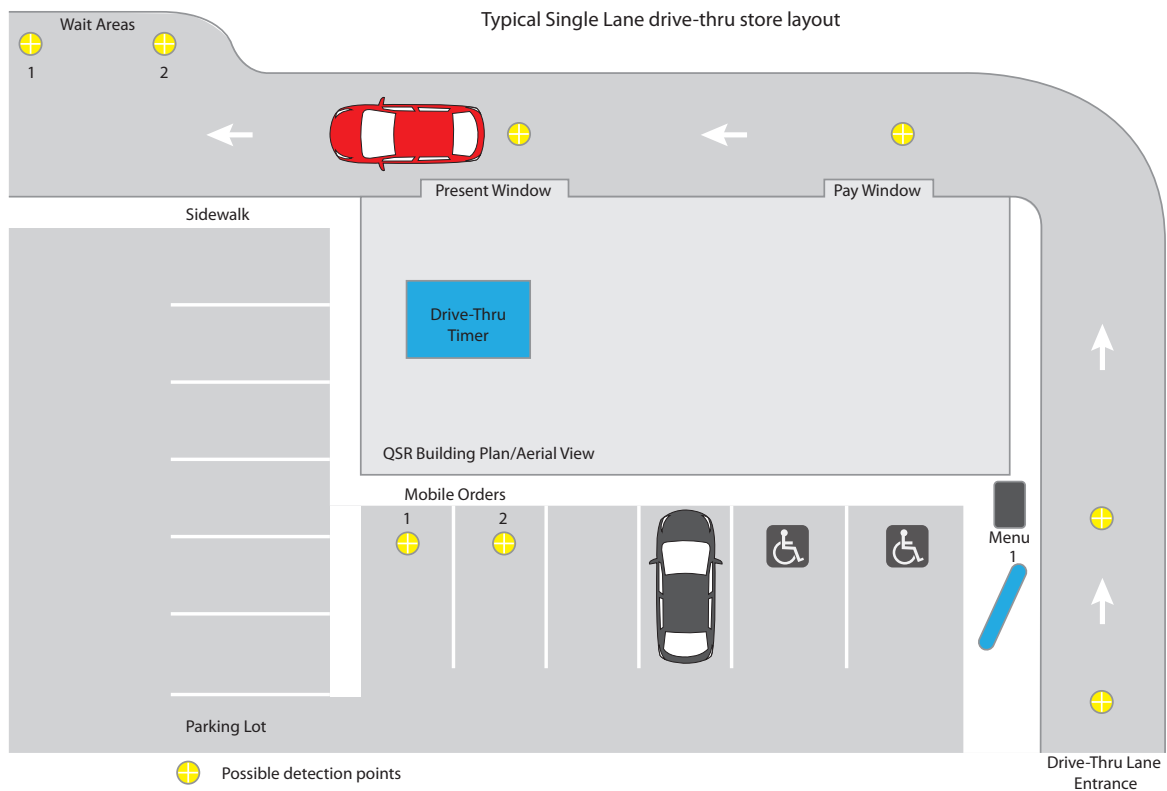 Typical Single Lane drive-thru store layout
Wait Areas
1
2
Present Window
Pay Window
Sidewalk
Drive-Thru
Timer
QSR Building Plan/Aerial View
Mobile Orders
1
2
Menu
1
Parking Lot
Drive-Thru Lane
Entrance
Possible detection points